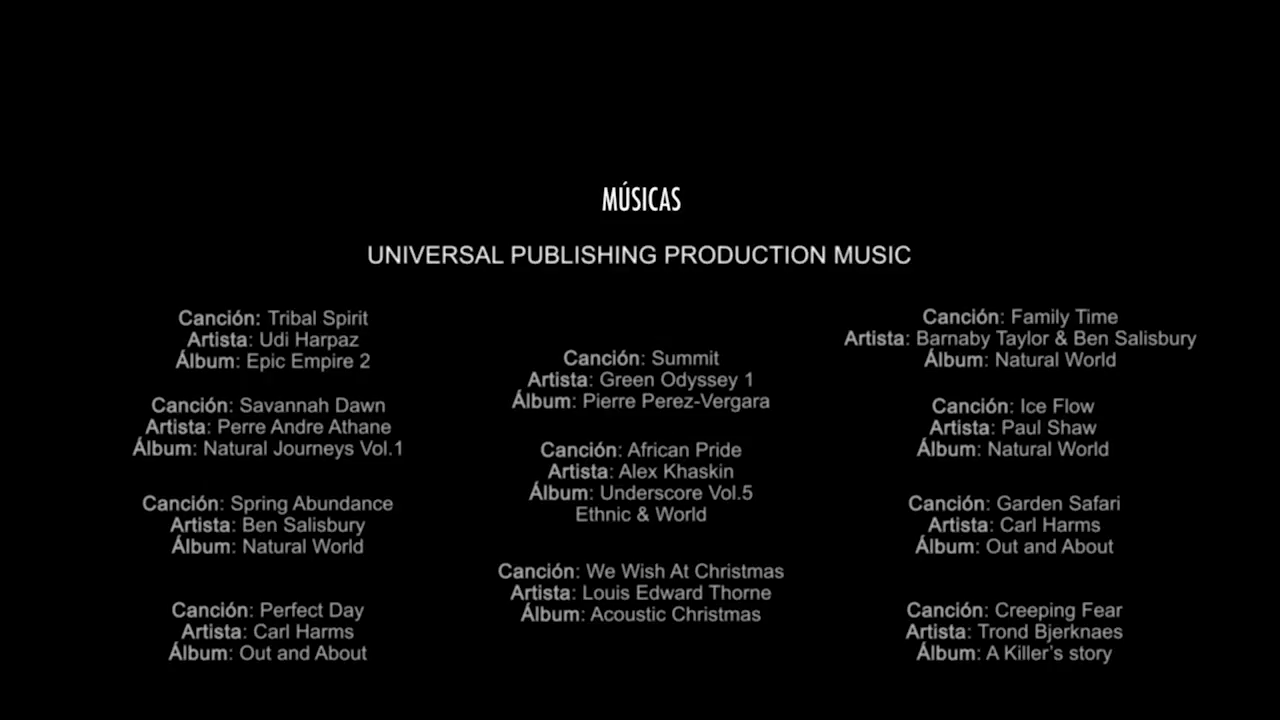 MÚSICAS
UNIVERSAL PUBLISHING PRODUCTION MUSIC
Canción: Tribal Spirit
Artista: Udi Harpaz
Álbum: Epic Empire 2
Canción: Savannah Dawn
Artista: Perre Andre Athane
Álbum: Natural Journeys Vol.1
Canción: Spring Abundance
Artista: Ben Salisbury
Álbum: Natural World
Canción: Perfect Day
Artista: Carl Harms
Álbum: Out and About
Canción: Summit
Artista: Green Odyssey 1
Álbum: Pierre Perez-Vergara
Canción: African Pride
Artista: Alex Khaskin
Álbum: Underscore Vol.5
Ethnic & World
Canción: We Wish At Christmas
Artista: Louis Edward Thorne
Álbum: Acoustic Christmas
Canción: Family Time
Artista: Barnaby Taylor & Ben Salisbury
Álbum: Natural World
Canción: Ice Flow
Artista: Paul Shaw
Álbum: Natural World
Canción: Garden Safari
Artista: Carl Harms
Álbum: Out and About
Canción: Creeping Fear
Artista: Trond Bjerknaes
Álbum: A Killer's story